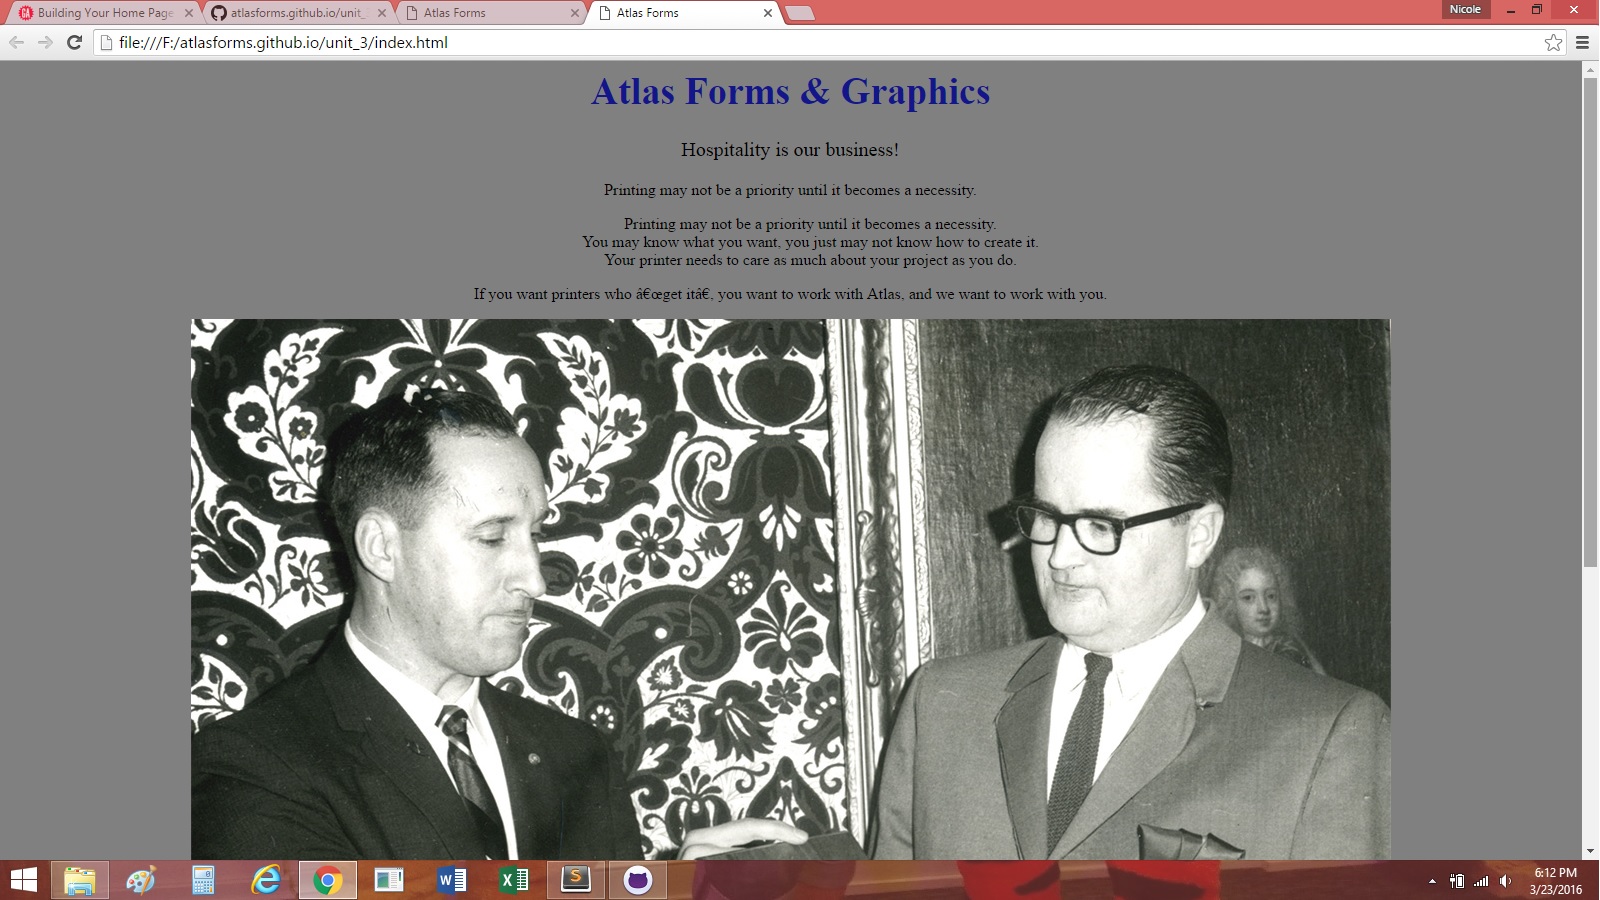 Building Your Home Page
atlasforms.github.io/unit_
Atlas Forms
Atlas Forms
Nicole
file:///F:/atlasforms.github.io/unit_3/index.html
Atlas Forms & Graphics
Hospitality is our business!
Printing may not be a priority until it becomes a necessity.
Printing may not be a priority until it becomes a necessity.
You may know what you want, you just may not know how to create it.
Your printer needs to care as much about your project as you do.
If you want printers who â€œget itâ€, you want to work with Atlas, and we want to work with you.
6:12 PM
3/23/2016